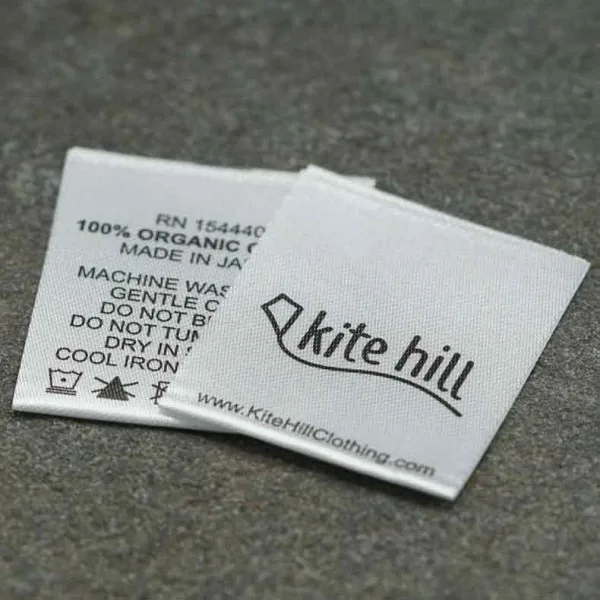 RN 154440
100% ORGANIC
MADE IN
MACHINE
GENTLE
DO NOT
DO NOT
DRY IN
COOL IRON
kite hill
www.KiteHillClothing.com